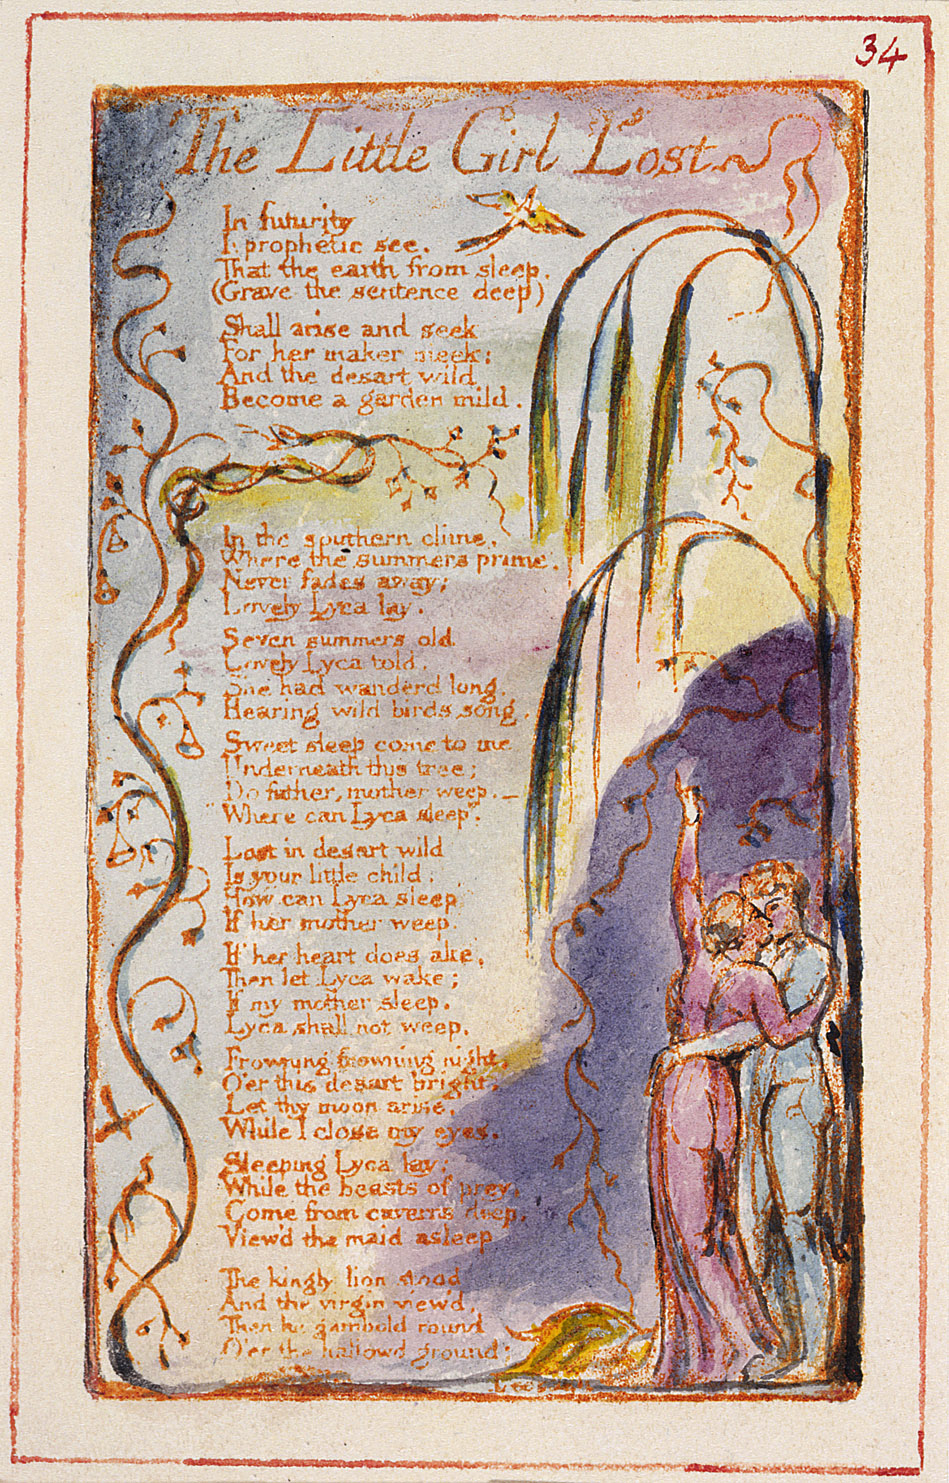 34
The Little Girl Lost
In futurity
I prophetic see.
That the earth from sleep.
(Grave the sentence deep)
Shall arise and seek
For her maker meek:
And the desart wild
Become a garden mild.
In the southern clime,
Where the summers prime.
Never fades away;
Lovely Lyca lay.
Seven summers old
Lovely Lyca told,
She had wanderd long,
Hearing wild birds song.
Sweet sleep come to me
Underneath this tree;
Do father, mother weep.—
"Where can Lyca sleep".
Lost in desart wild
Is your little child.
How can Lyca sleep
If her mother weep.
If her heart does ake,
Then let Lyca wake;
If my mother sleep,
Lyca shall not weep.
Frowning frowning night,
O'er this desart bright,
Let thy moon arise,
While I close my eyes.
Sleeping Lyca lay;
While the beasts of prey,
Come from caverns deep,
View'd the maid asleep
The kingly lion stood
And the virgin view'd,
Then he gambold round
O'er the hallowd ground: